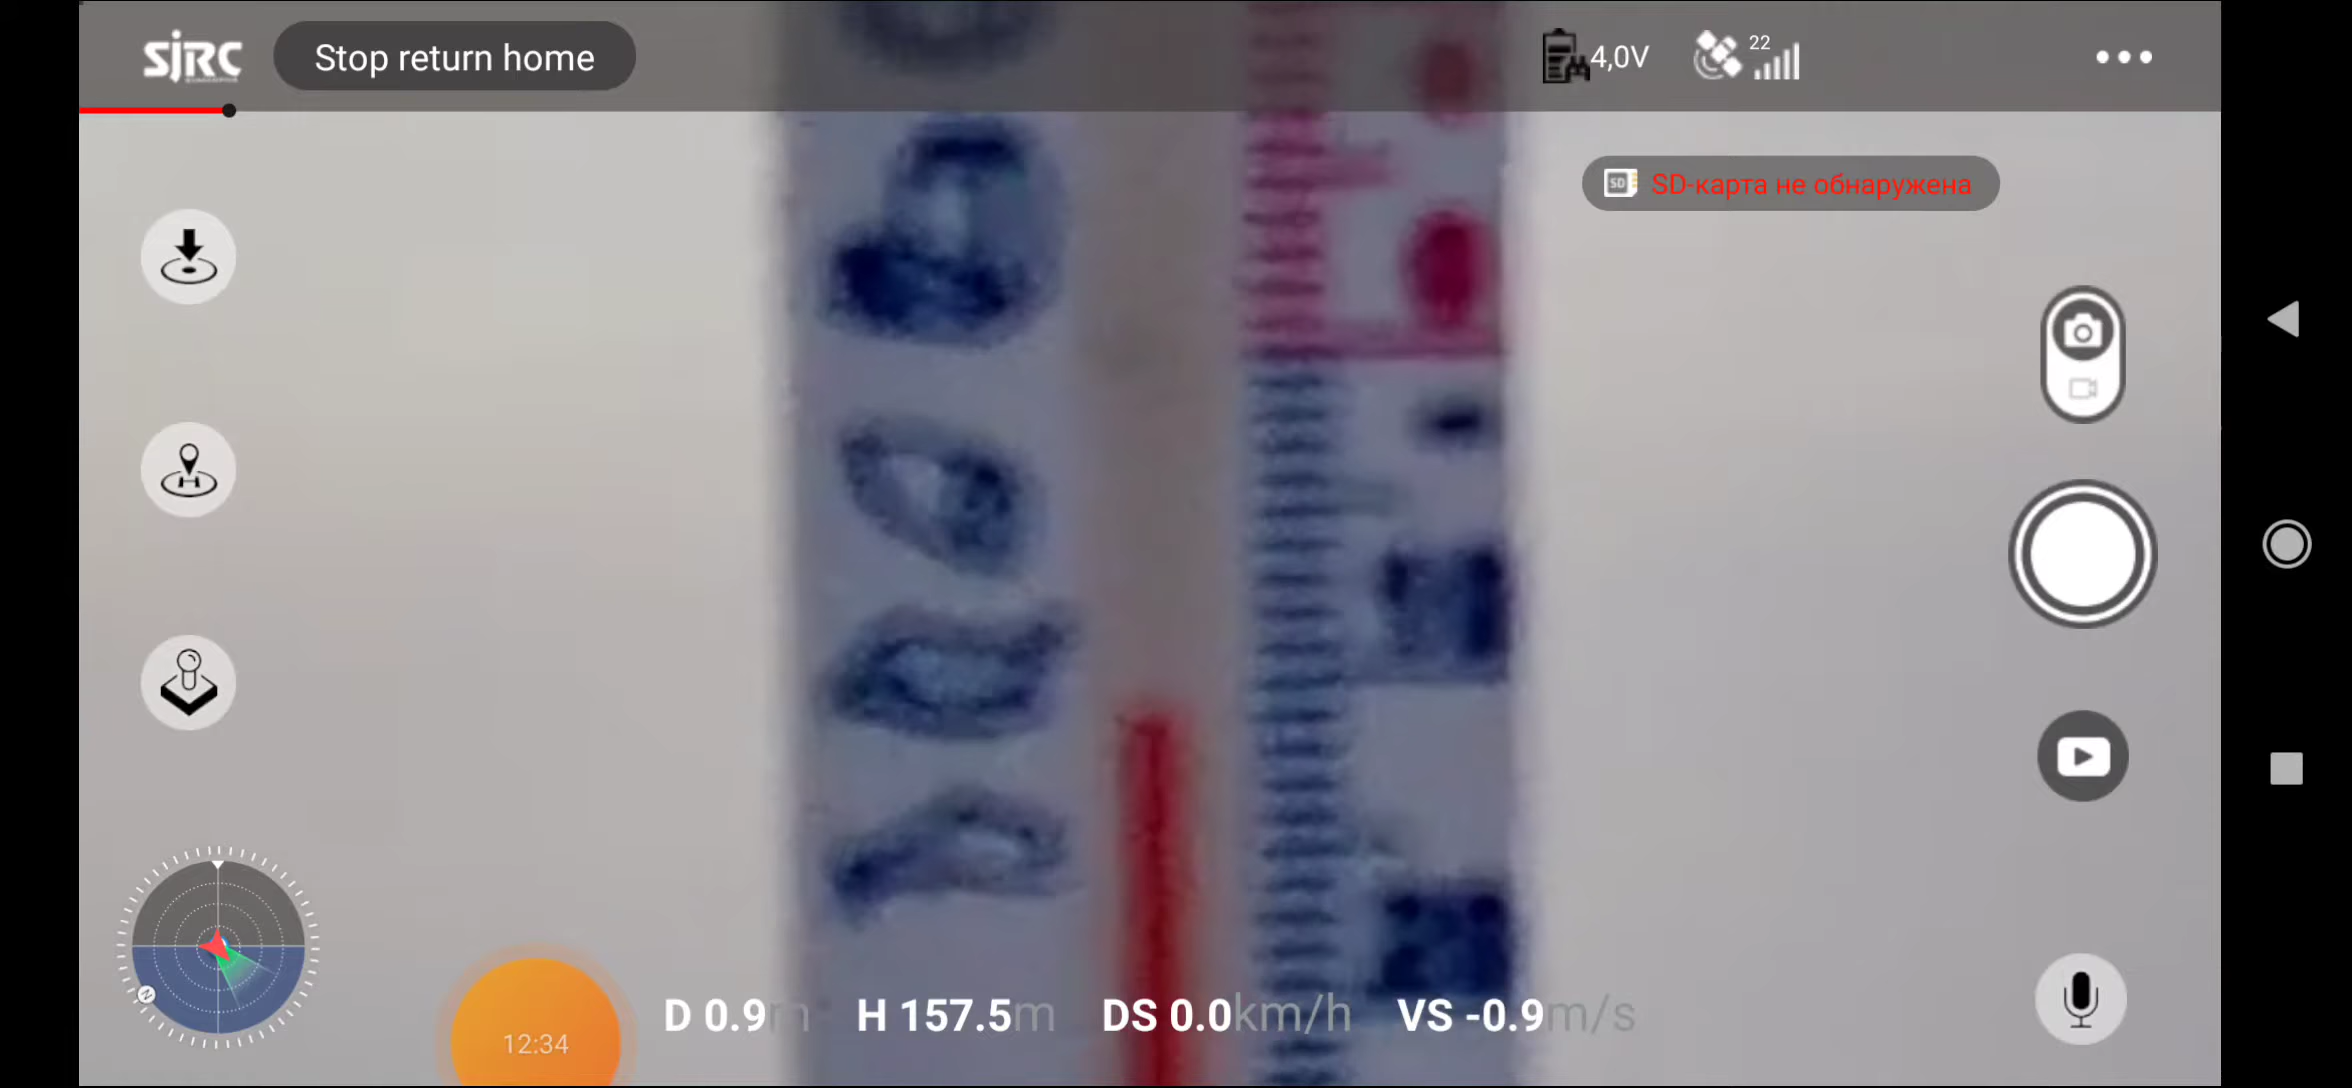 SJRC
Stop return home
4,0V
22
SD
SD-карта не обнаружена
N
12:34
D 0.9m H 157.5m DS 0.0km/h VS -0.9m/s